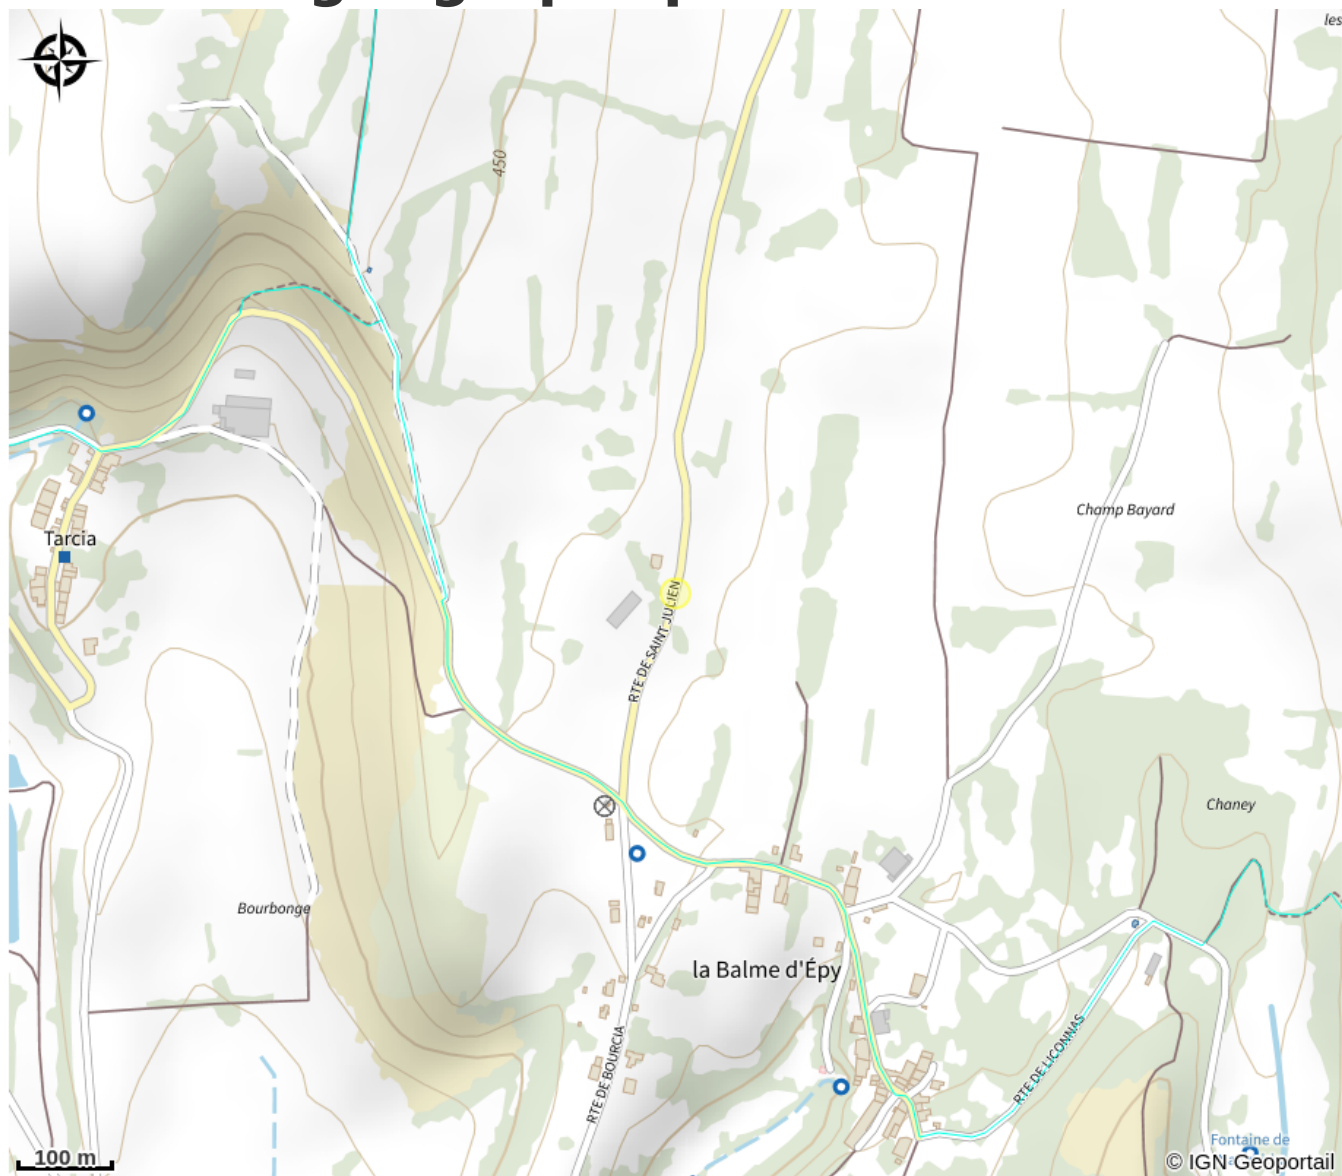 les
450
Champ Bayard
Tarcia
RTE DE SAINT JULIEN
Chaney
Bourbonge
la Balme d'Épy
RTE DE BOURCIA
RTE DE LICONNAS
Fontaine de
100 m
© IGN Geoportail